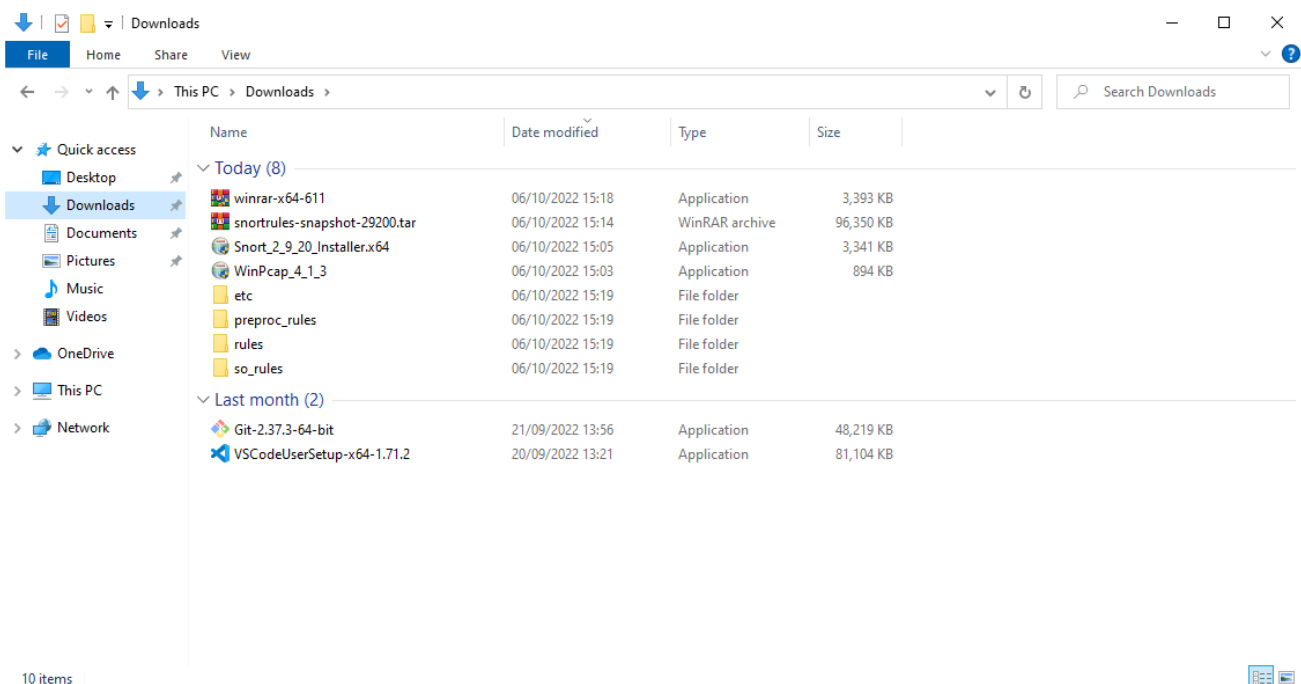 Downloads
File Home Share View
This PC > Downloads >
Search Downloads
Name Date modified Type Size
Quick access
Desktop
Downloads
Documents
Pictures
Music
Videos
OneDrive
This PC
Network
Today (8)
winrar-x64-611 06/10/2022 15:18 Application 3,393 KB
snortrules-snapshot-29200.tar 06/10/2022 15:14 WinRAR archive 96,350 KB
Snort_2_9_20_Installer.x64 06/10/2022 15:05 Application 3,341 KB
WinPcap_4_1_3 06/10/2022 15:03 Application 894 KB
etc 06/10/2022 15:19 File folder
preproc_rules 06/10/2022 15:19 File folder
rules 06/10/2022 15:19 File folder
so_rules 06/10/2022 15:19 File folder
Last month (2)
Git-2.37.3-64-bit 21/09/2022 13:56 Application 48,219 KB
VSCodeUserSetup-x64-1.71.2 20/09/2022 13:21 Application 81,104 KB
10 items